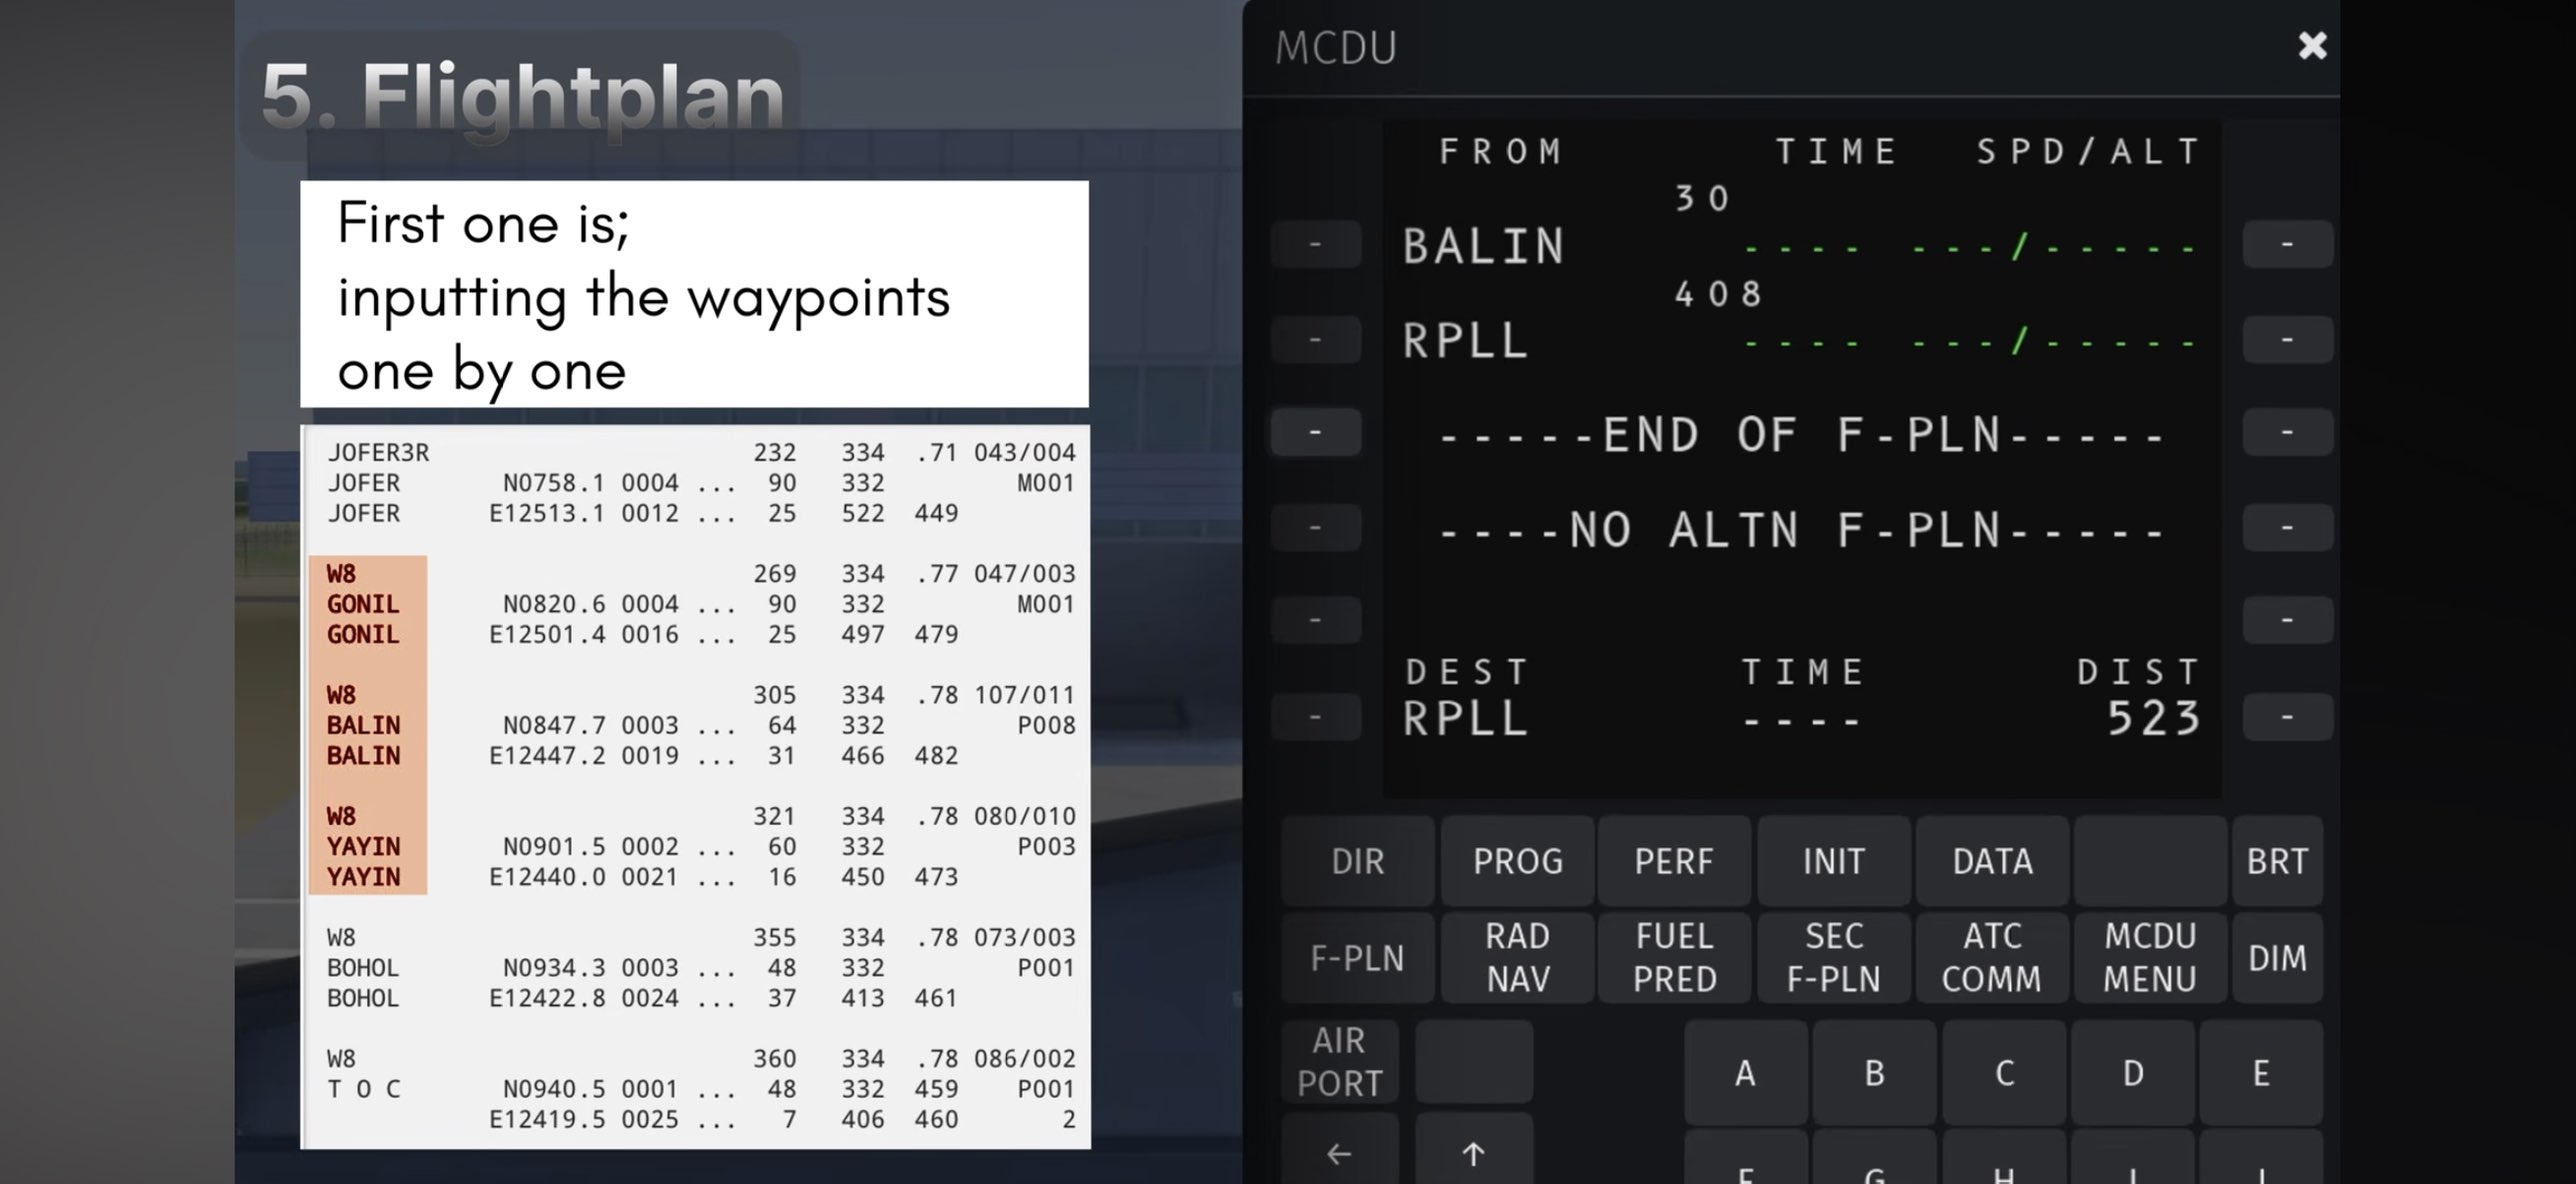 5. Flightplan
First one is;
inputting the waypoints
one by one
JOFER3R 232 334 .71 043/004
JOFER N0758.1 0004 ... 90 332 M001
JOFER E12513.1 0012 ... 25 522 449
W8 269 334 .77 047/003
GONIL N0820.6 0004 ... 90 332 M001
GONIL E12501.4 0016 ... 25 497 479
W8 305 334 .78 107/011
BALIN N0847.7 0003 ... 64 332 P008
BALIN E12447.2 0019 ... 31 466 482
W8 321 334 .78 080/010
YAYIN N0901.5 0002 ... 60 332 P003
YAYIN E12440.0 0021 ... 16 450 473
W8 355 334 .78 073/003
BOHOL N0934.3 0003 ... 48 332 P001
BOHOL E12422.8 0024 ... 37 413 461
W8 360 334 .78 086/002
T O C N0940.5 0001 ... 48 332 459 P001
E12419.5 0025 ... 7 406 460 2
MCDU ✖
FROM TIME SPD/ALT
30
- BALIN ---- ---/----- -
408
- RPLL ---- ---/----- -
- -----END OF F-PLN----- -
- ----NO ALTN F-PLN----- -
- -
DEST TIME DIST
- RPLL ---- 523 -
DIR PROG PERF INIT DATA BRT
F-PLN RAD NAV FUEL PRED SEC F-PLN ATC COMM MCDU MENU DIM
AIR PORT A B C D E
← ↑ F G H I J